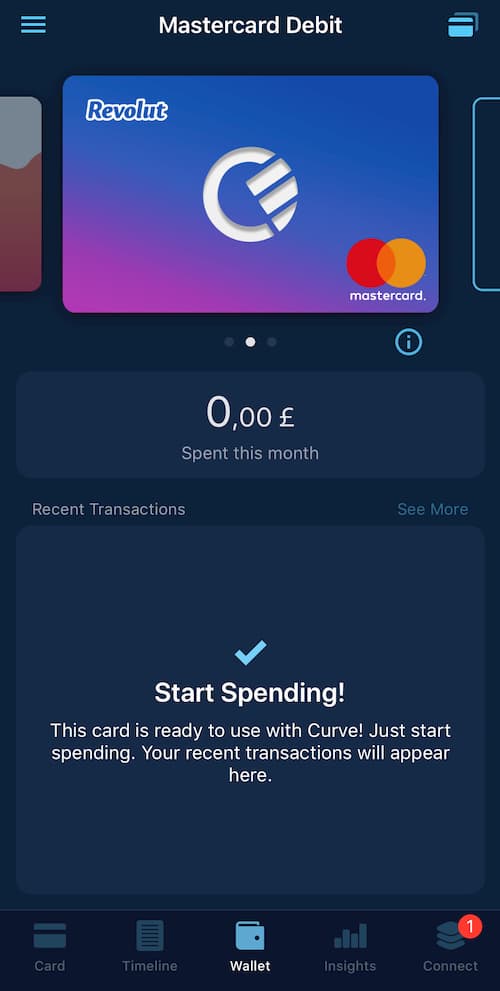 Mastercard Debit
Revolut
mastercard.
0,00 £
Spent this month
Recent Transactions
See More
Start Spending!
This card is ready to use with Curve! Just start
spending. Your recent transactions will appear
here.
1
Card
Timeline
Wallet
Insights
Connect